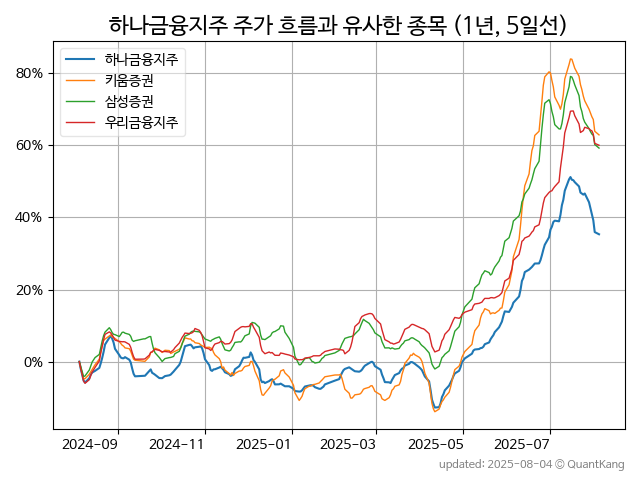 하나금융지주 주가 흐름과 유사한 종목 (1년, 5일선)
하나금융지주
키움증권
삼성증권
우리금융지주
80%
60%
40%
20%
0%
2024-09 2024-11 2025-01 2025-03 2025-05 2025-07
updated: 2025-08-04 © QuantKang